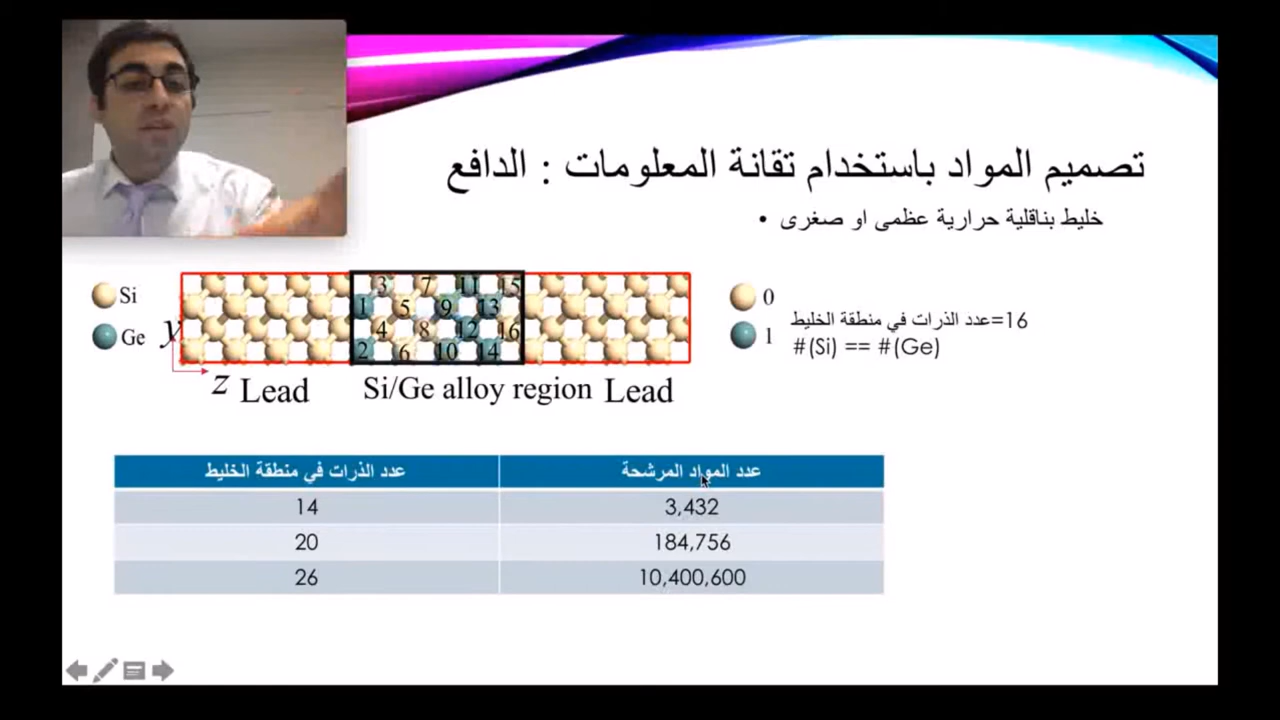 تصميم المواد باستخدام تقانة المعلومات : الدافع
• خليط بناقلية حرارية عظمى او صغرى
Si
Ge
y
z
3 7 11 15
1 5 9 13
4 8 12 16
2 6 10 14
Lead
Si/Ge alloy region
Lead
0
1
عدد الذرات في منطقة الخليط=16
#(Si) == #(Ge)
عدد الذرات في منطقة الخليط	عدد المواد المرشحة
14	3,432
20	184,756
26	10,400,600